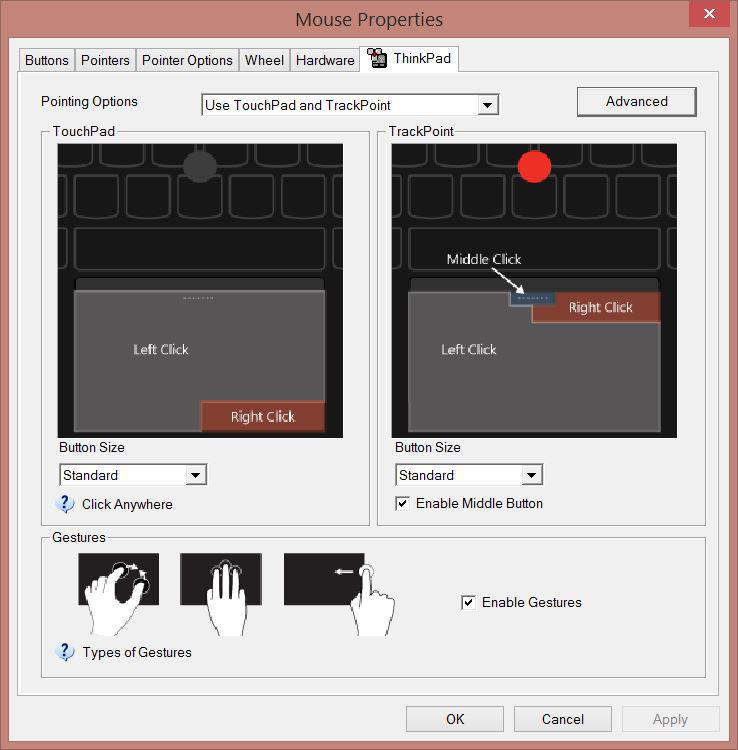 Mouse Properties
Buttons Pointers Pointer Options Wheel Hardware ThinkPad
Pointing Options Use TouchPad and TrackPoint Advanced
TouchPad
Left Click
Right Click
Button Size
Standard
Click Anywhere
TrackPoint
Middle Click
Right Click
Left Click
Button Size
Standard
Enable Middle Button
Gestures
Enable Gestures
Types of Gestures
OK Cancel Apply